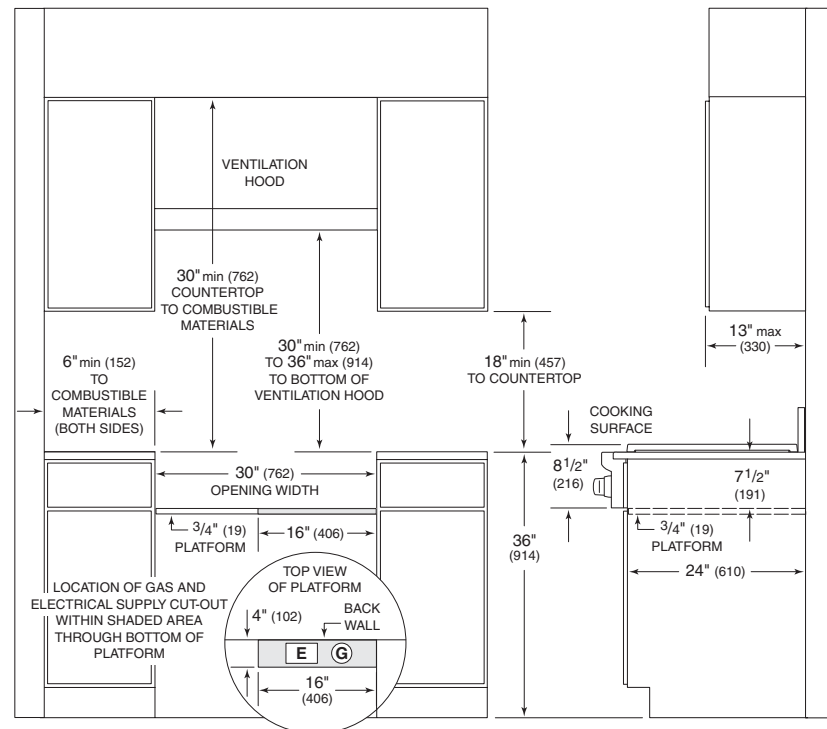 VENTILATION
HOOD
30" min (762)
COUNTERTOP
TO COMBUSTIBLE
MATERIALS
30" min (762)
TO 36" max (914)
TO BOTTOM OF
VENTILATION HOOD
6" min (152)
TO
COMBUSTIBLE
MATERIALS
(BOTH SIDES)
18" min (457)
TO COUNTERTOP
13" max
(330)
COOKING
SURFACE
30" (762)
OPENING WIDTH
8 1/2"
(216)
7 1/2"
(191)
3/4" (19)
PLATFORM
16" (406)
36"
(914)
3/4" (19)
PLATFORM
24" (610)
LOCATION OF GAS AND
ELECTRICAL SUPPLY CUT-OUT
WITHIN SHADED AREA
THROUGH BOTTOM OF
PLATFORM
TOP VIEW
OF PLATFORM
4" (102)
BACK
WALL
E G
16"
(406)